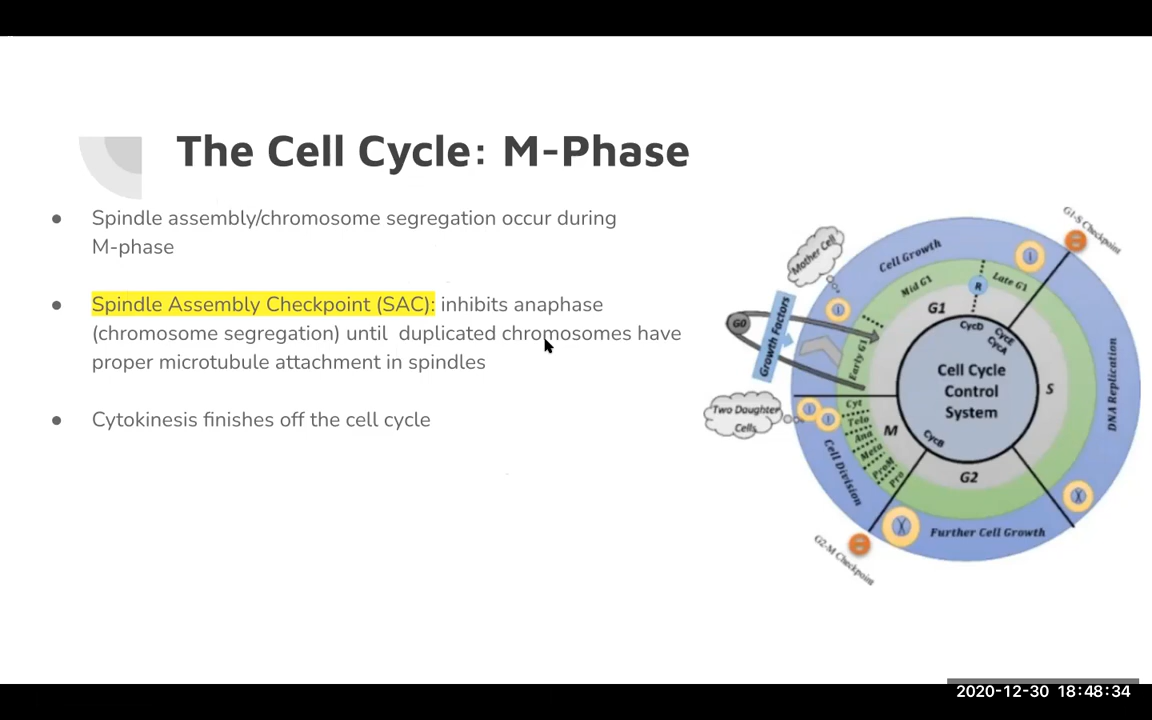 The Cell Cycle: M-Phase
● Spindle assembly/chromosome segregation occur during
M-phase
● Spindle Assembly Checkpoint (SAC): inhibits anaphase
(chromosome segregation) until duplicated chromosomes have
proper microtubule attachment in spindles
● Cytokinesis finishes off the cell cycle
G1-S Checkpoint
Mother Cell
Cell Growth
I
Mid G1
Late G1
R
I
G1
G0
Growth Factors
Early G1
CycD
CycE
CycA
Cell Cycle
Control
System
S
DNA Replication
Two Daughter
Cells
I
I
Cyt
Telo
Ana
Meta
ProM
Pro
M
CycB
G2
Cell Division
Further Cell Growth
G2-M Checkpoint
2020-12-30 18:48:34